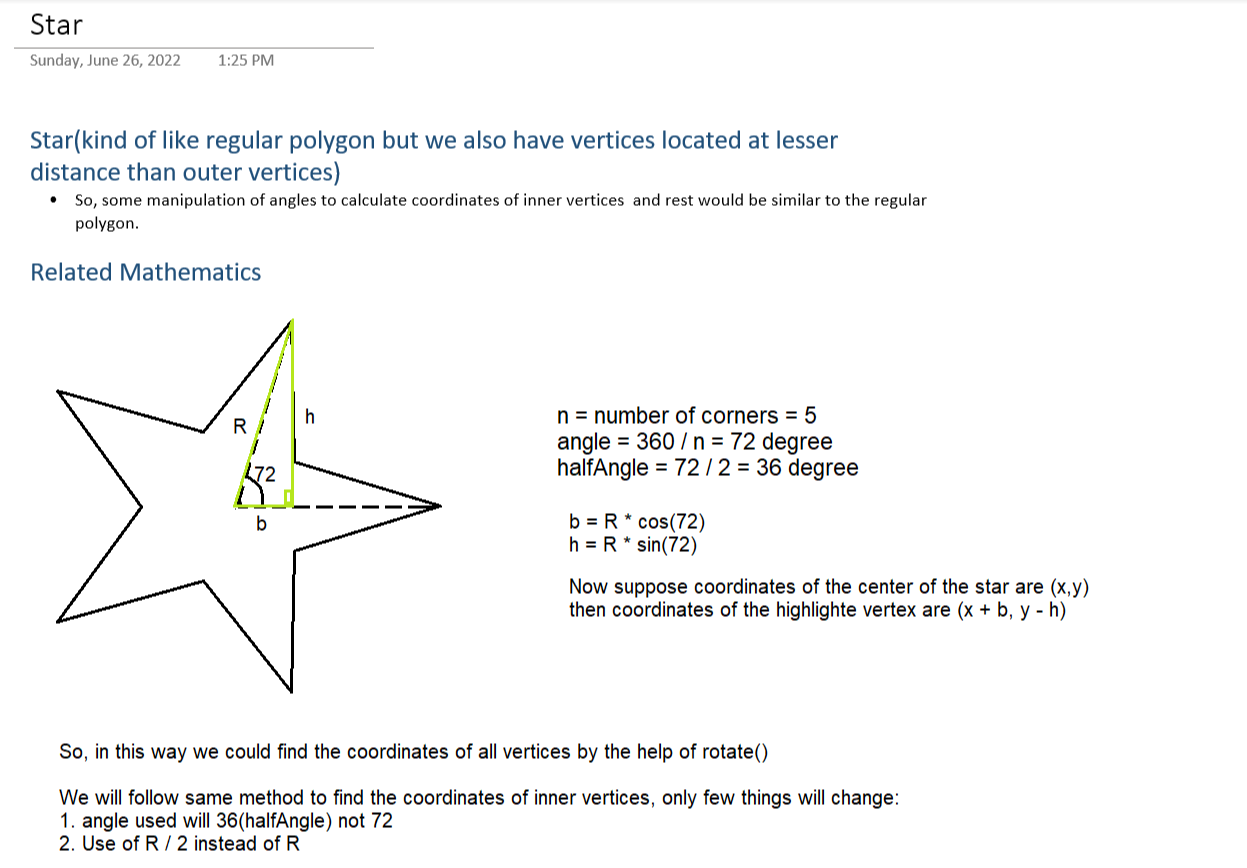 Star
Sunday, June 26, 2022 1:25 PM
Star(kind of like regular polygon but we also have vertices located at lesser
distance than outer vertices)
• So, some manipulation of angles to calculate coordinates of inner vertices and rest would be similar to the regular
polygon.
Related Mathematics
R
h
72
b
n = number of corners = 5
angle = 360 / n = 72 degree
halfAngle = 72 / 2 = 36 degree
b = R * cos(72)
h = R * sin(72)
Now suppose coordinates of the center of the star are (x,y)
then coordinates of the highlighte vertex are (x + b, y - h)
So, in this way we could find the coordinates of all vertices by the help of rotate()
We will follow same method to find the coordinates of inner vertices, only few things will change:
1. angle used will 36(halfAngle) not 72
2. Use of R / 2 instead of R